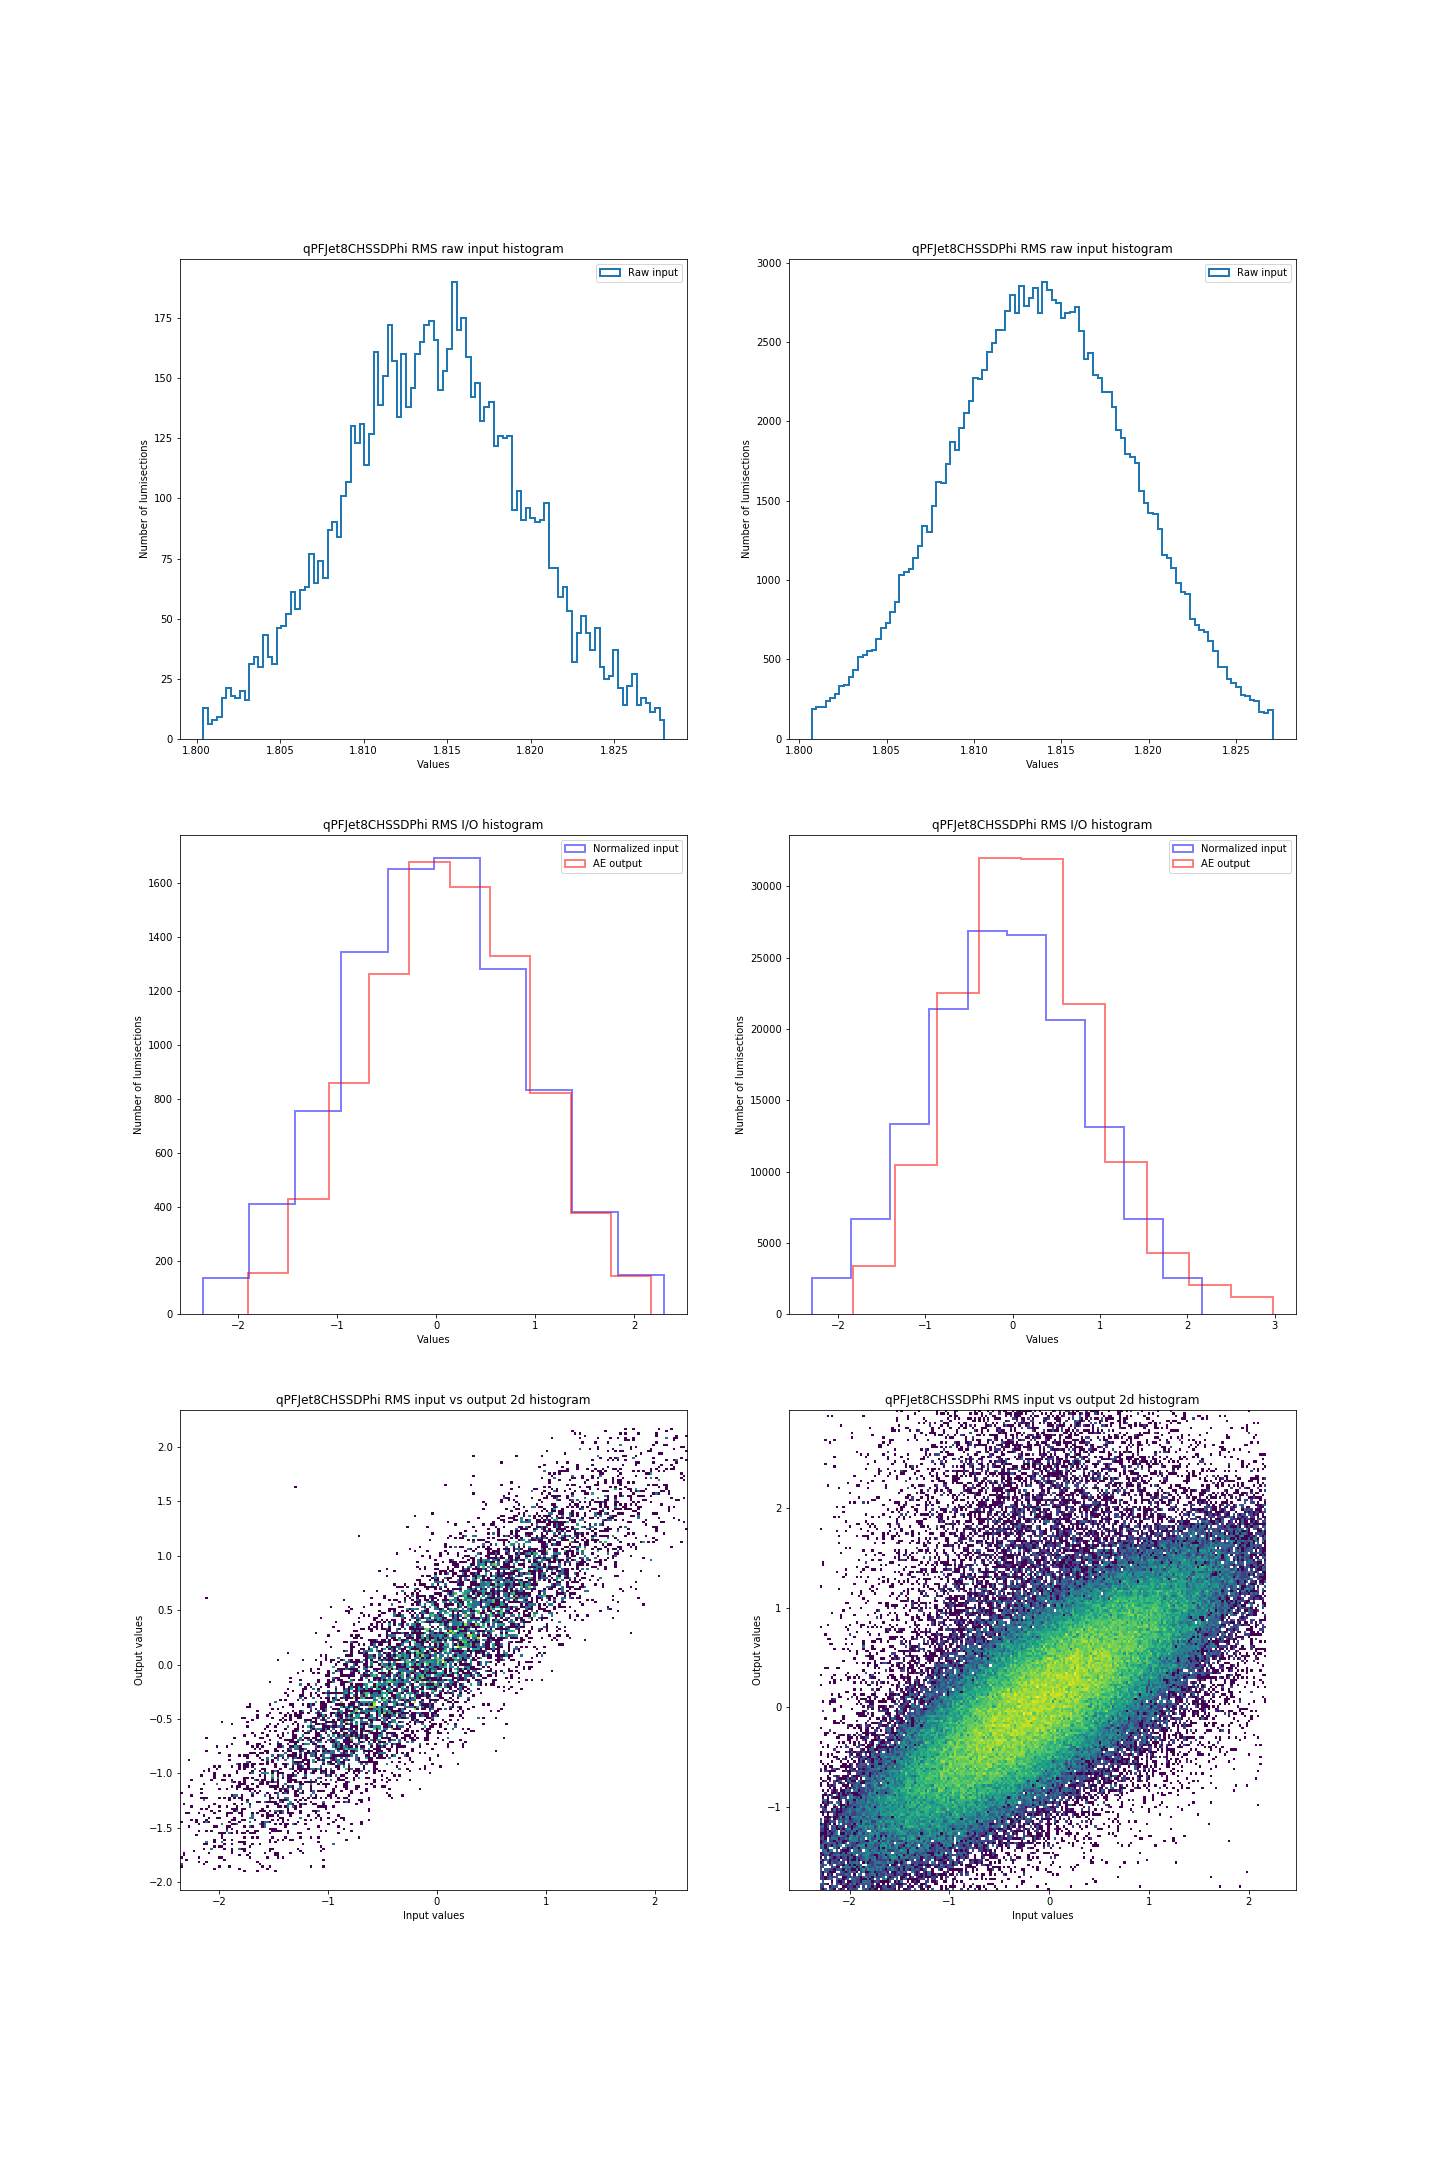 qPFJet8CHSSDPhi RMS raw input histogram
Raw input
175
150
125
100
75
50
25
0
Number of lumisections
1.800 1.805 1.810 1.815 1.820 1.825
Values
qPFJet8CHSSDPhi RMS raw input histogram
Raw input
3000
2500
2000
1500
1000
500
0
Number of lumisections
1.800 1.805 1.810 1.815 1.820 1.825
Values
qPFJet8CHSSDPhi RMS I/O histogram
Normalized input
AE output
1600
1400
1200
1000
800
600
400
200
0
Number of lumisections
−2 −1 0 1 2
Values
qPFJet8CHSSDPhi RMS I/O histogram
Normalized input
AE output
30000
25000
20000
15000
10000
5000
0
Number of lumisections
−2 −1 0 1 2 3
Values
qPFJet8CHSSDPhi RMS input vs output 2d histogram
2.0
1.5
1.0
0.5
0.0
−0.5
−1.0
−1.5
−2.0
Output values
−2 −1 0 1 2
Input values
qPFJet8CHSSDPhi RMS input vs output 2d histogram
2
1
0
−1
Output values
−2 −1 0 1 2
Input values